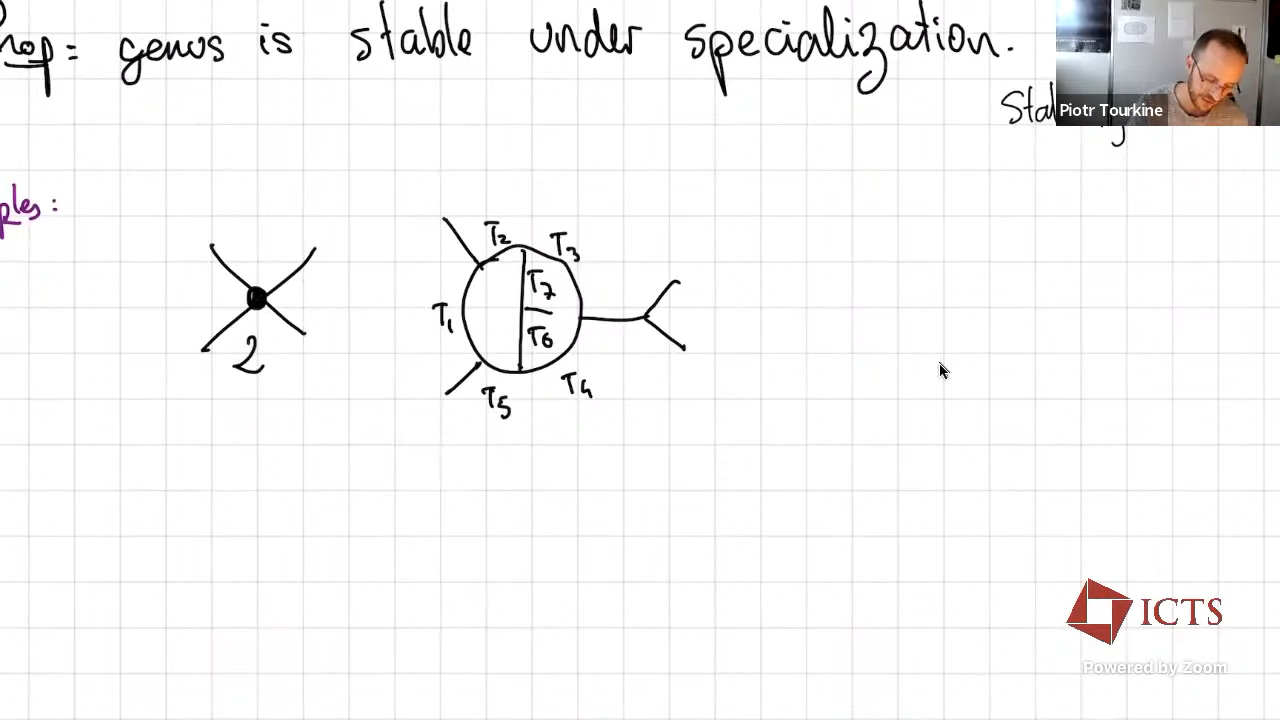 Prop: genus is stable under specialization.
Piotr Tourkine
T2 T3
T7
T1 T6
T5 T4
2
ICTS
Powered by Zoom